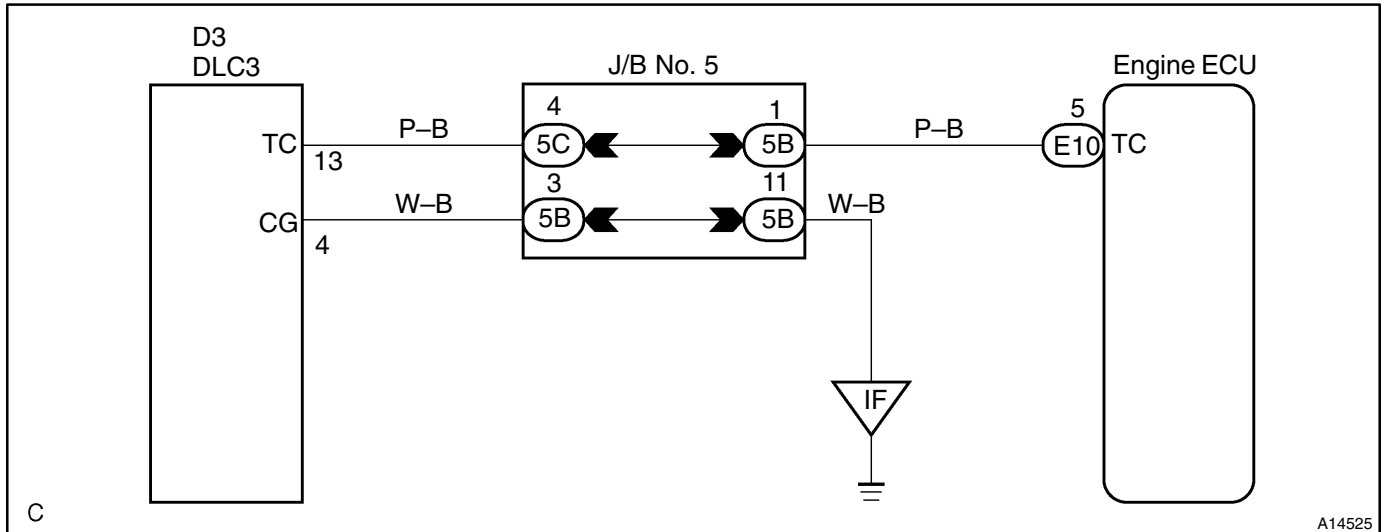 D3
DLC3
J/B No. 5
Engine ECU
4
1
5
TC
P–B
5C
5B
P–B
E10
TC
13
3
11
CG
W–B
5B
5B
W–B
4
IF
C
A14525